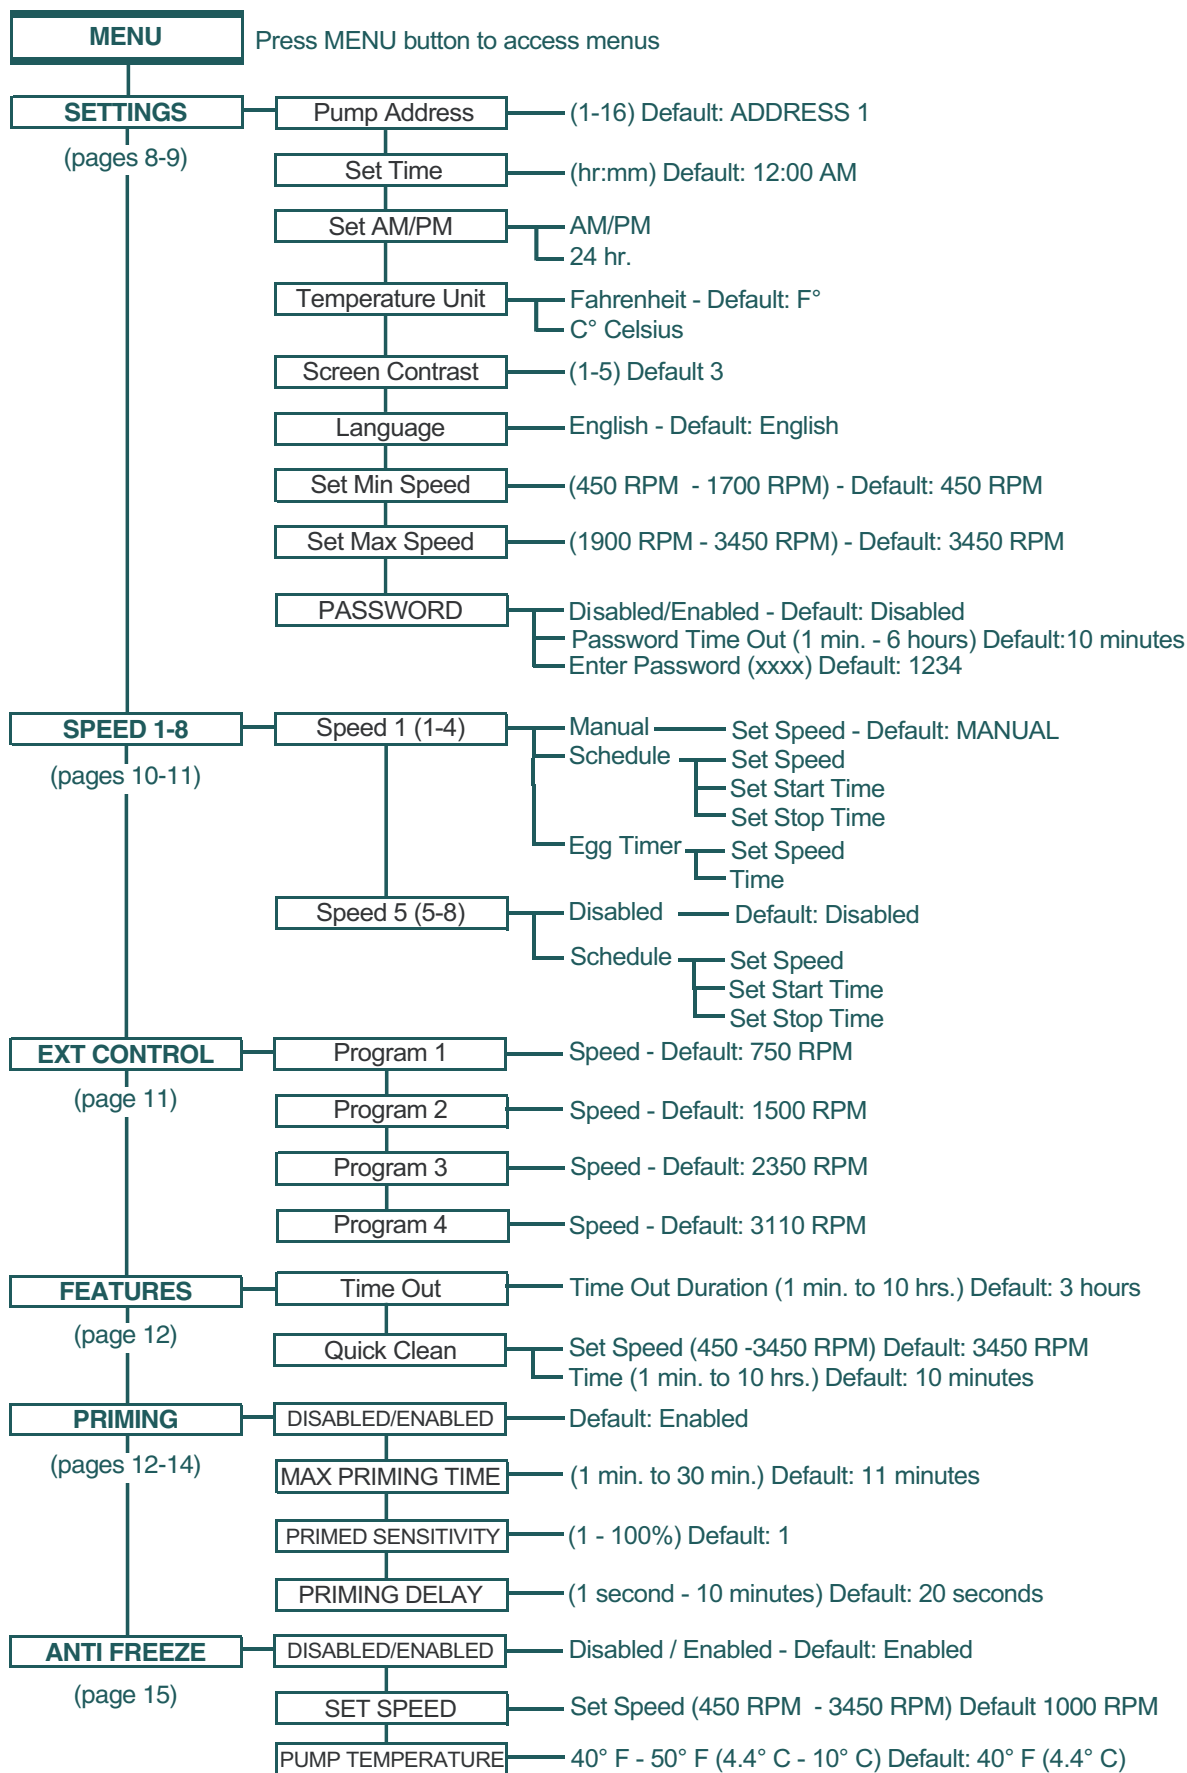 MENU
Press MENU button to access menus
SETTINGS
(pages 8-9)
Pump Address
(1-16) Default: ADDRESS 1
Set Time
(hr:mm) Default: 12:00 AM
Set AM/PM
AM/PM
24 hr.
Temperature Unit
Fahrenheit - Default: F°
C° Celsius
Screen Contrast
(1-5) Default 3
Language
English - Default: English
Set Min Speed
(450 RPM - 1700 RPM) - Default: 450 RPM
Set Max Speed
(1900 RPM - 3450 RPM) - Default: 3450 RPM
PASSWORD
Disabled/Enabled - Default: Disabled
Password Time Out (1 min. - 6 hours) Default:10 minutes
Enter Password (xxxx) Default: 1234
SPEED 1-8
(pages 10-11)
Speed 1 (1-4)
Manual
Set Speed - Default: MANUAL
Schedule
Set Speed
Set Start Time
Set Stop Time
Egg Timer
Set Speed
Time
Speed 5 (5-8)
Disabled
Default: Disabled
Schedule
Set Speed
Set Start Time
Set Stop Time
EXT CONTROL
(page 11)
Program 1
Speed - Default: 750 RPM
Program 2
Speed - Default: 1500 RPM
Program 3
Speed - Default: 2350 RPM
Program 4
Speed - Default: 3110 RPM
FEATURES
(page 12)
Time Out
Time Out Duration (1 min. to 10 hrs.) Default: 3 hours
Quick Clean
Set Speed (450 -3450 RPM) Default: 3450 RPM
Time (1 min. to 10 hrs.) Default: 10 minutes
PRIMING
(pages 12-14)
DISABLED/ENABLED
Default: Enabled
MAX PRIMING TIME
(1 min. to 30 min.) Default: 11 minutes
PRIMED SENSITIVITY
(1 - 100%) Default: 1
PRIMING DELAY
(1 second - 10 minutes) Default: 20 seconds
ANTI FREEZE
(page 15)
DISABLED/ENABLED
Disabled / Enabled - Default: Enabled
SET SPEED
Set Speed (450 RPM - 3450 RPM) Default 1000 RPM
PUMP TEMPERATURE
40° F - 50° F (4.4° C - 10° C) Default: 40° F (4.4° C)